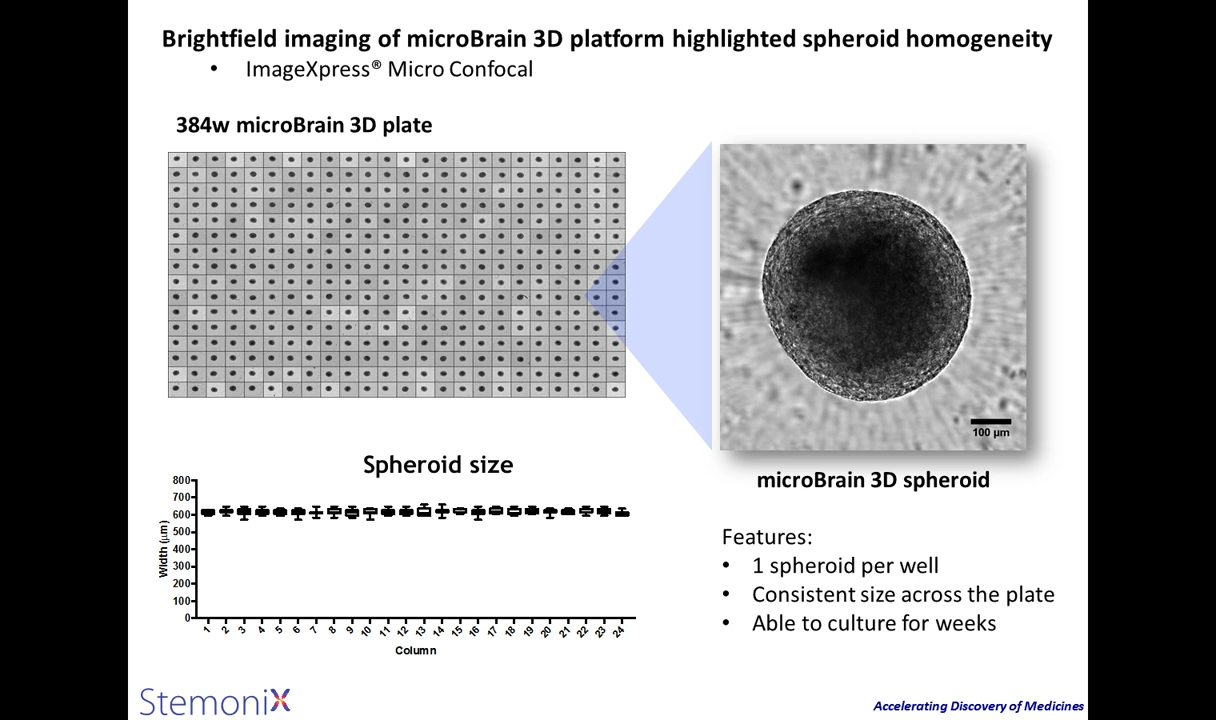 Brightfield imaging of microBrain 3D platform highlighted spheroid homogeneity
• ImageXpress® Micro Confocal
384w microBrain 3D plate
100 µm
microBrain 3D spheroid
Spheroid size
Width (µm)
800
700
600
500
400
300
200
100
0
1 2 3 4 5 6 7 8 9 10 11 12 13 14 15 16 17 18 19 20 21 22 23 24
Column
Features:
• 1 spheroid per well
• Consistent size across the plate
• Able to culture for weeks
StemoniX
Accelerating Discovery of Medicines